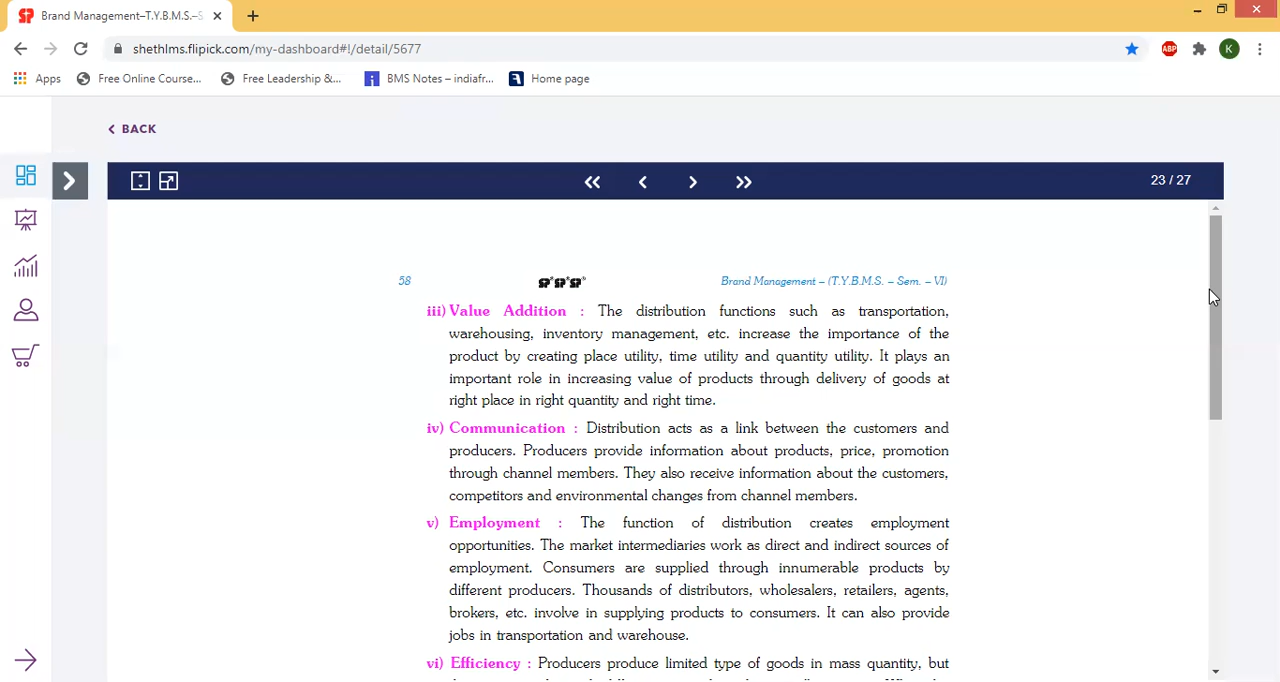 Brand Management–T.Y.B.M.S.–S
shethlms.flipick.com/my-dashboard#!/detail/5677
ABP
K
Apps
Free Online Course...
Free Leadership &...
BMS Notes – indiafr...
Home page
BACK
23 / 27
58
Brand Management – (T.Y.B.M.S. – Sem. – VI)
iii) Value Addition : The distribution functions such as transportation,
warehousing, inventory management, etc. increase the importance of the
product by creating place utility, time utility and quantity utility. It plays an
important role in increasing value of products through delivery of goods at
right place in right quantity and right time.
iv) Communication : Distribution acts as a link between the customers and
producers. Producers provide information about products, price, promotion
through channel members. They also receive information about the customers,
competitors and environmental changes from channel members.
v) Employment : The function of distribution creates employment
opportunities. The market intermediaries work as direct and indirect sources of
employment. Consumers are supplied through innumerable products by
different producers. Thousands of distributors, wholesalers, retailers, agents,
brokers, etc. involve in supplying products to consumers. It can also provide
jobs in transportation and warehouse.
vi) Efficiency : Producers produce limited type of goods in mass quantity, but